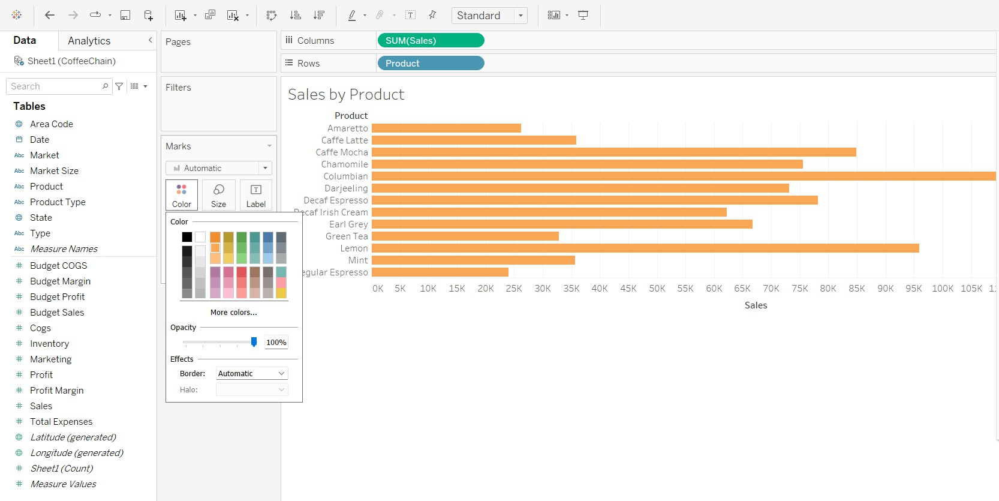 Standard
Data
Analytics
Sheet1 (CoffeeChain)
Search
Tables
Area Code
Date
Abc Market
Abc Market Size
Abc Product
Abc Product Type
State
Abc Type
Abc Measure Names
Budget COGS
Budget Margin
Budget Profit
Budget Sales
Cogs
Inventory
Marketing
Profit
Profit Margin
Sales
Total Expenses
Latitude (generated)
Longitude (generated)
Sheet1 (Count)
Measure Values
Pages
Filters
Marks
Automatic
Color
Size
T
Label
Color
More colors...
Opacity
100%
Effects
Border:
Automatic
Halo:
Columns
SUM(Sales)
Rows
Product
Sales by Product
Product
Amaretto
Caffe Latte
Caffe Mocha
Chamomile
Columbian
Darjeeling
Decaf Espresso
Decaf Irish Cream
Earl Grey
Green Tea
Lemon
Mint
egular Espresso
0K 5K 10K 15K 20K 25K 30K 35K 40K 45K 50K 55K 60K 65K 70K 75K 80K 85K 90K 95K 100K 105K
Sales